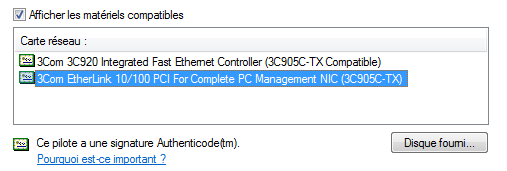 Afficher les matériels compatibles
Carte réseau :
3Com 3C920 Integrated Fast Ethernet Controller (3C905C-TX Compatible)
3Com EtherLink 10/100 PCI For Complete PC Management NIC (3C905C-TX)
Ce pilote a une signature Authenticode(tm).
Disque fourni...
Pourquoi est-ce important ?